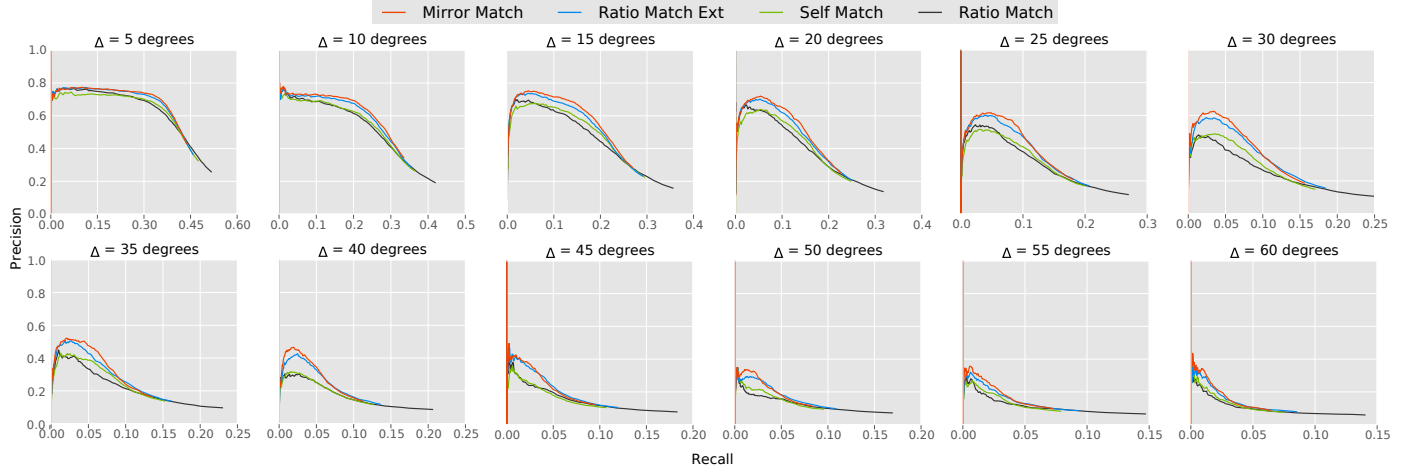 Mirror Match Ratio Match Ext Self Match Ratio Match
Δ = 5 degrees Δ = 10 degrees Δ = 15 degrees Δ = 20 degrees Δ = 25 degrees Δ = 30 degrees
1.0
0.8
0.6
0.4
0.2
0.0
0.00 0.15 0.30 0.45 0.60 0.0 0.1 0.2 0.3 0.4 0.5 0.0 0.1 0.2 0.3 0.4 0.0 0.1 0.2 0.3 0.4 0.0 0.1 0.2 0.3 0.00 0.05 0.10 0.15 0.20 0.25
Precision
Δ = 35 degrees Δ = 40 degrees Δ = 45 degrees Δ = 50 degrees Δ = 55 degrees Δ = 60 degrees
1.0
0.8
0.6
0.4
0.2
0.0
0.00 0.05 0.10 0.15 0.20 0.25 0.00 0.05 0.10 0.15 0.20 0.25 0.00 0.05 0.10 0.15 0.20 0.00 0.05 0.10 0.15 0.20 0.00 0.05 0.10 0.15 0.00 0.05 0.10 0.15
Recall